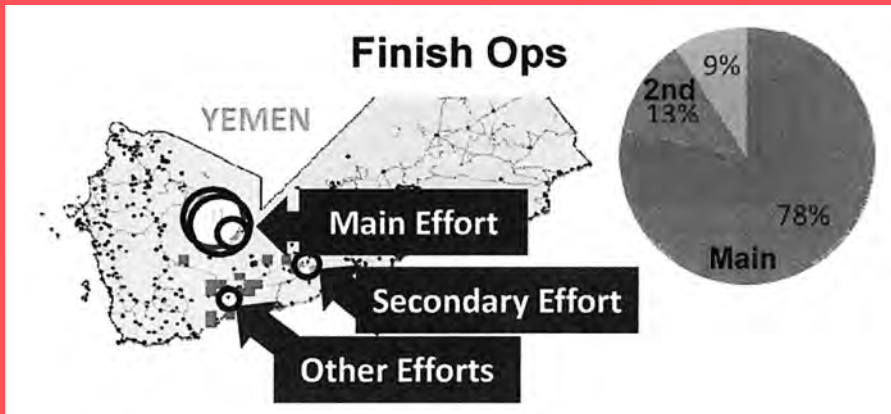 Finish Ops
YEMEN
Main Effort
Secondary Effort
Other Efforts
9%
2nd
13%
78%
Main